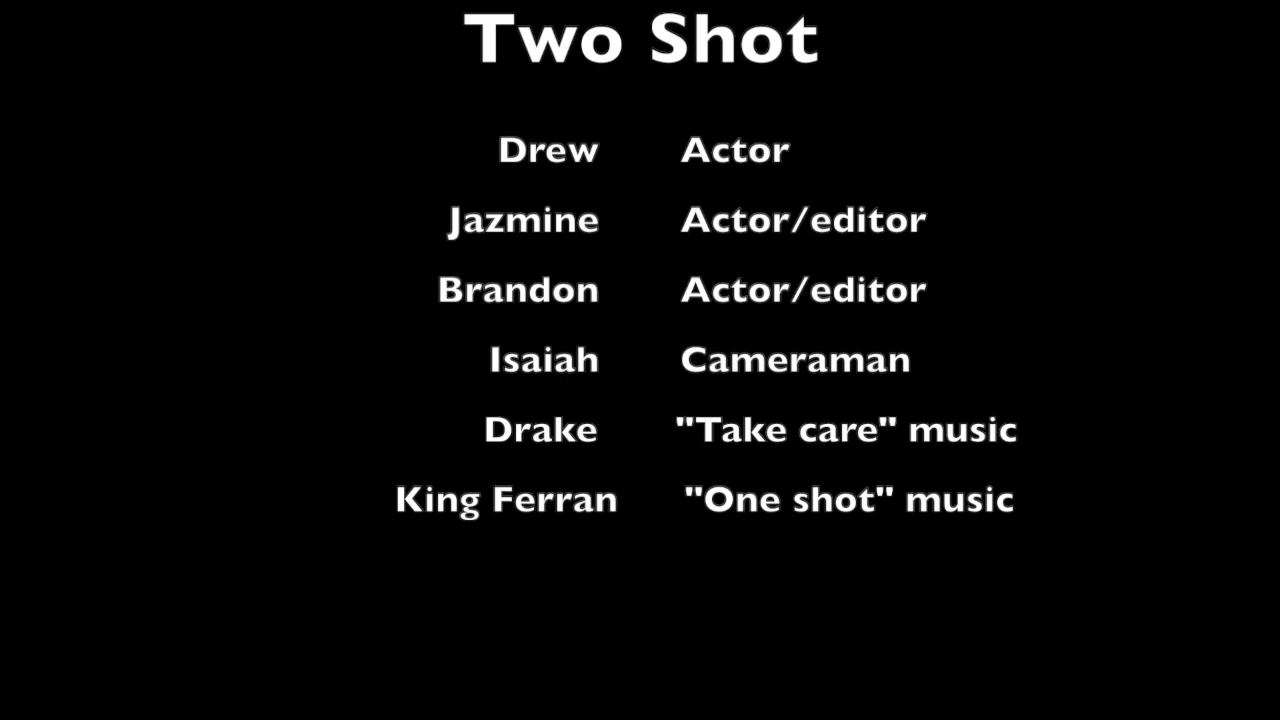 Two Shot
Drew Actor
Jazmine Actor/editor
Brandon Actor/editor
Isaiah Cameraman
Drake "Take care" music
King Ferran "One shot" music